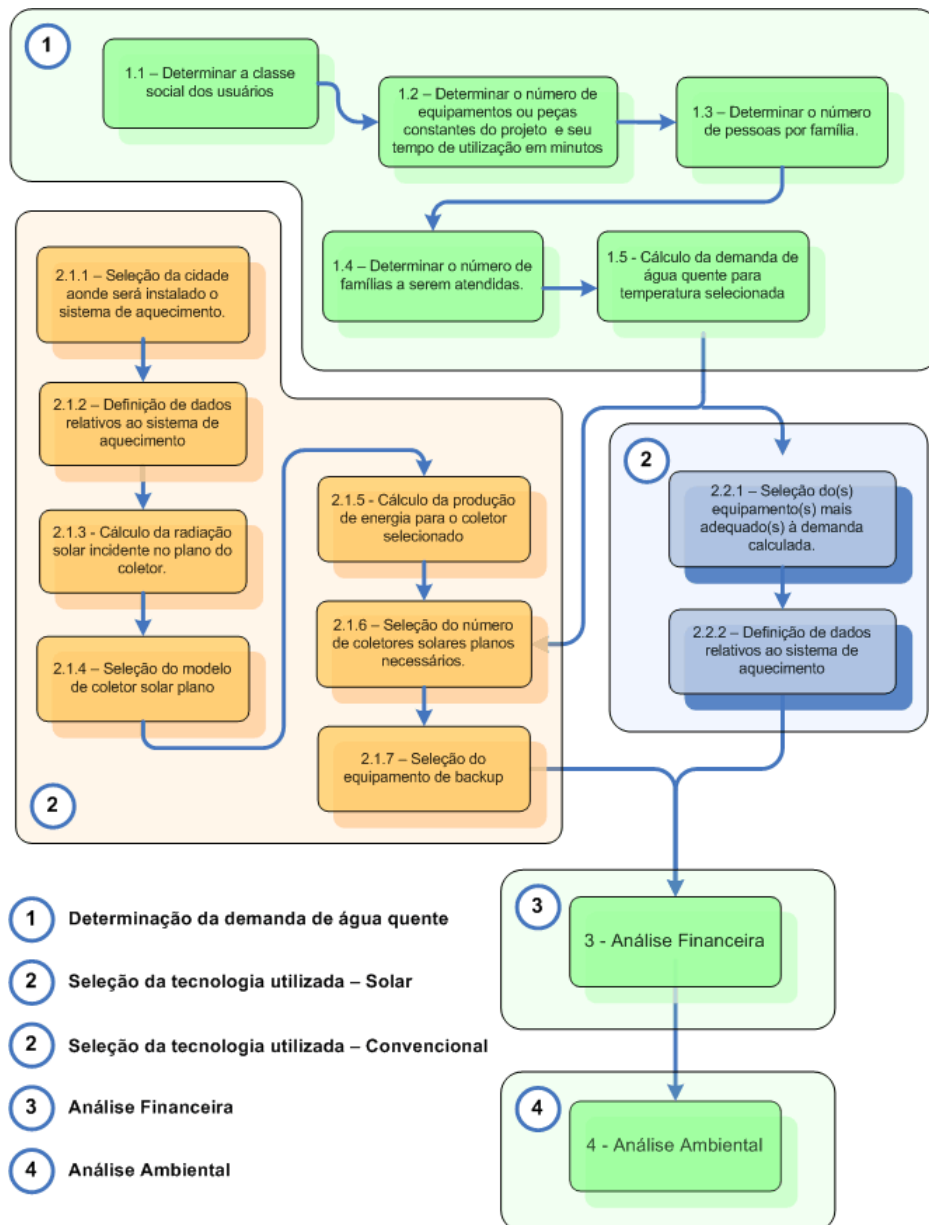 1
1.1 – Determinar a classe
social dos usuários
1.2 – Determinar o número de
equipamentos ou peças
constantes do projeto e seu
tempo de utilização em minutos
1.3 – Determinar o número
de pessoas por família.
1.4 – Determinar o número de
famílias a serem atendidas.
1.5 - Cálculo da demanda de
água quente para
temperatura selecionada
2.1.1 – Seleção da cidade
aonde será instalado o
sistema de aquecimento.
2.1.2 – Definição de dados
relativos ao sistema de
aquecimento
2.1.3 - Cálculo da radiação
solar incidente no plano do
coletor.
2.1.4 – Seleção do modelo
de coletor solar plano
2.1.5 - Cálculo da produção
de energia para o coletor
selecionado
2.1.6 – Seleção do número
de coletores solares planos
necessários.
2.1.7 – Seleção do
equipamento de backup
2
2
2.2.1 – Seleção do(s)
equipamento(s) mais
adequado(s) à demanda
calculada.
2.2.2 – Definição de dados
relativos ao sistema de
aquecimento
3
3 - Análise Financeira
4
4 - Análise Ambiental
1 Determinação da demanda de água quente
2 Seleção da tecnologia utilizada – Solar
2 Seleção da tecnologia utilizada – Convencional
3 Análise Financeira
4 Análise Ambiental